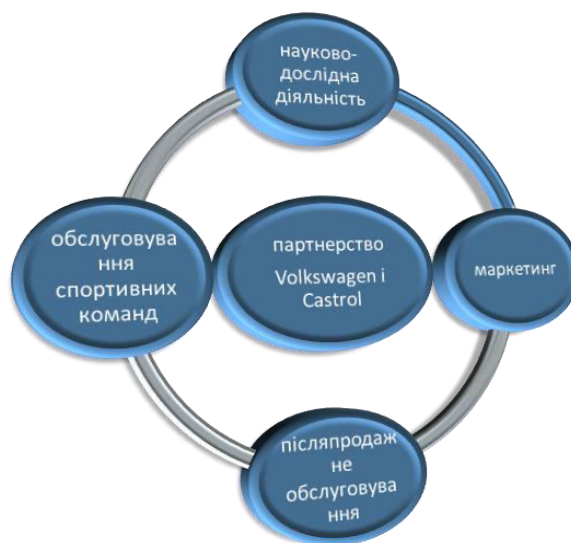 науково-
дослідна
діяльність
обслуговува
ння
спортивних
команд
партнерство
Volkswagen і
Castrol
маркетинг
післяпродаж
не
обслуговува
ння